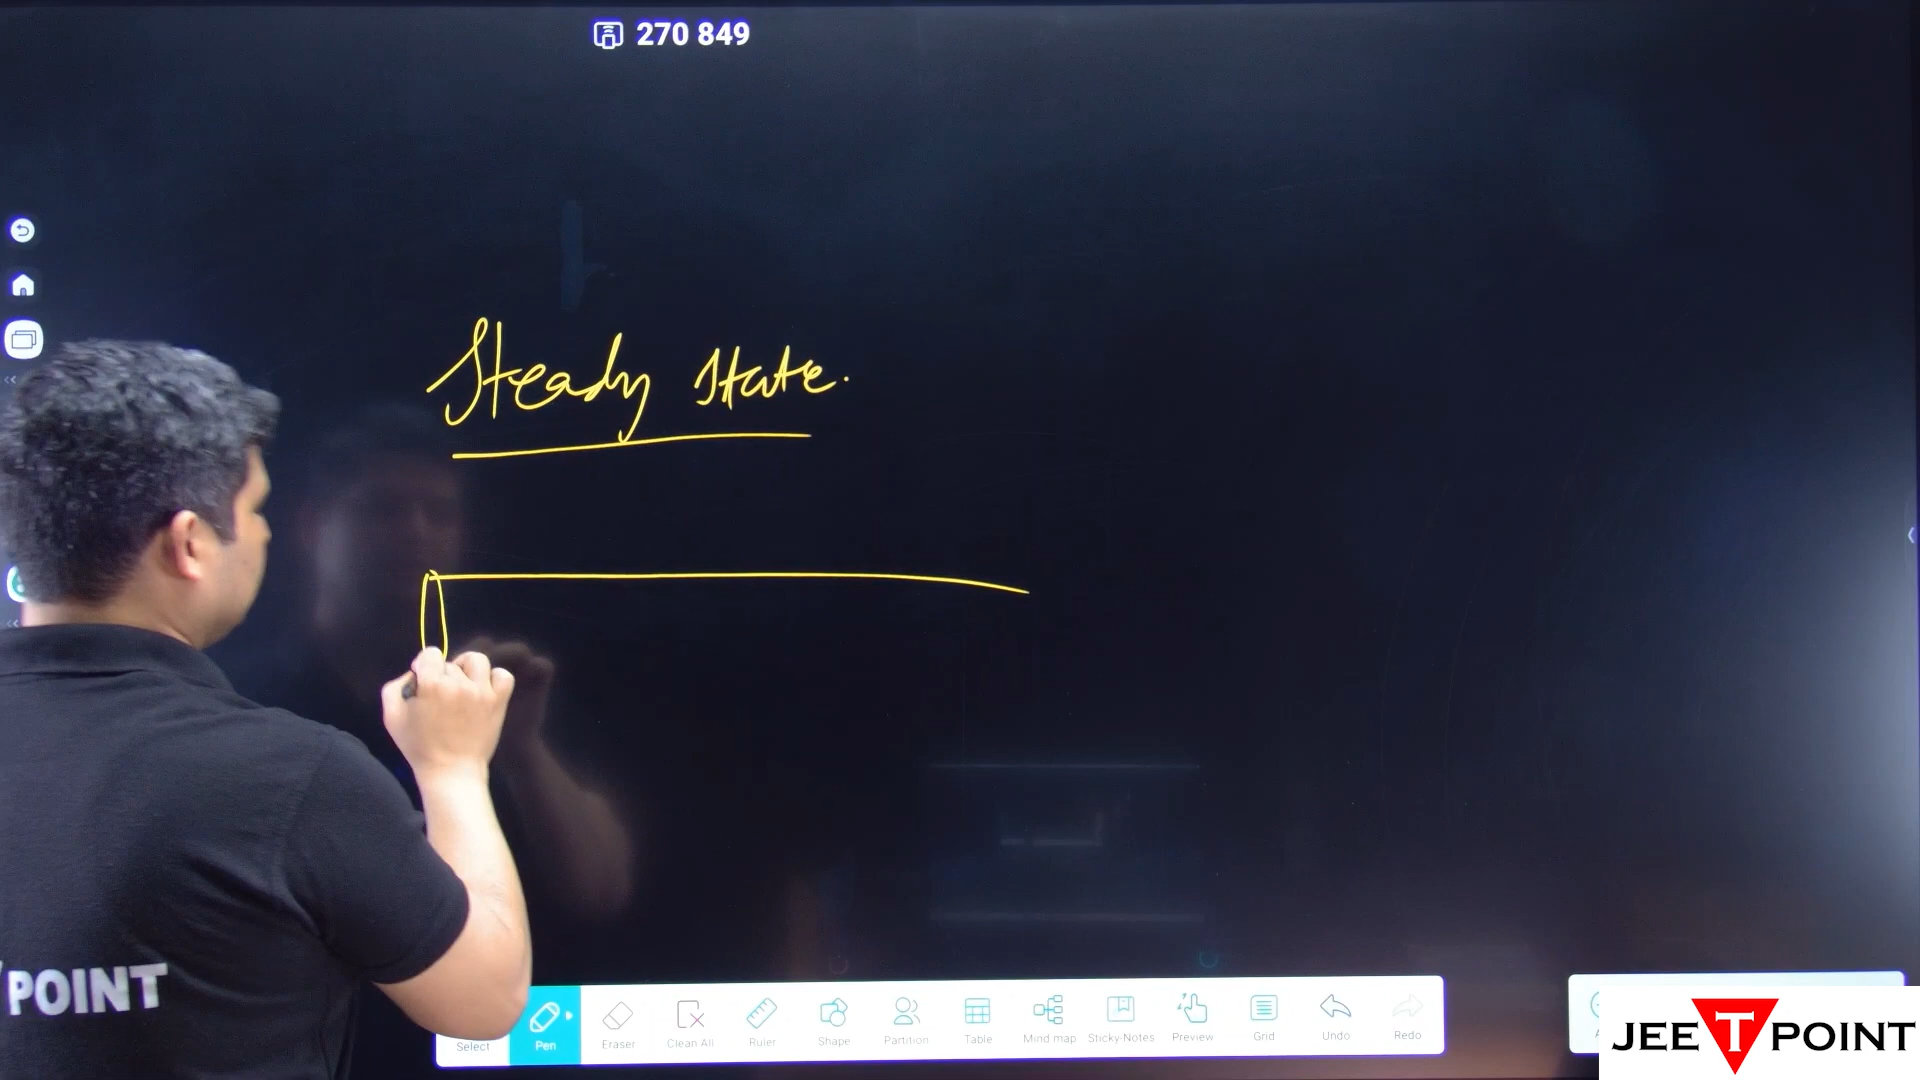 270 849
Steady state.
POINT
Select Pen Eraser Clean All Ruler Shape Partition Table Mind map Sticky-Notes Preview Grid Undo Redo
JEE T POINT